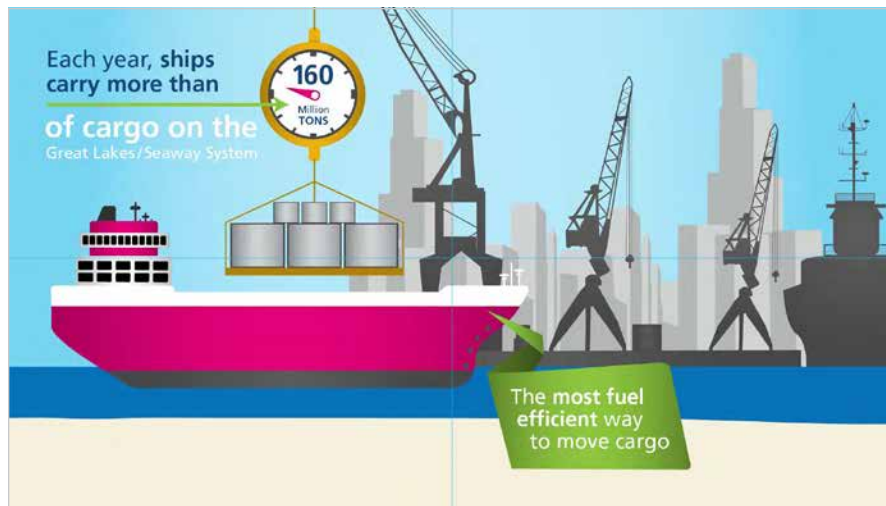 Each year, ships
carry more than
160
Million
TONS
of cargo on the
Great Lakes/Seaway System
The most fuel
efficient way
to move cargo